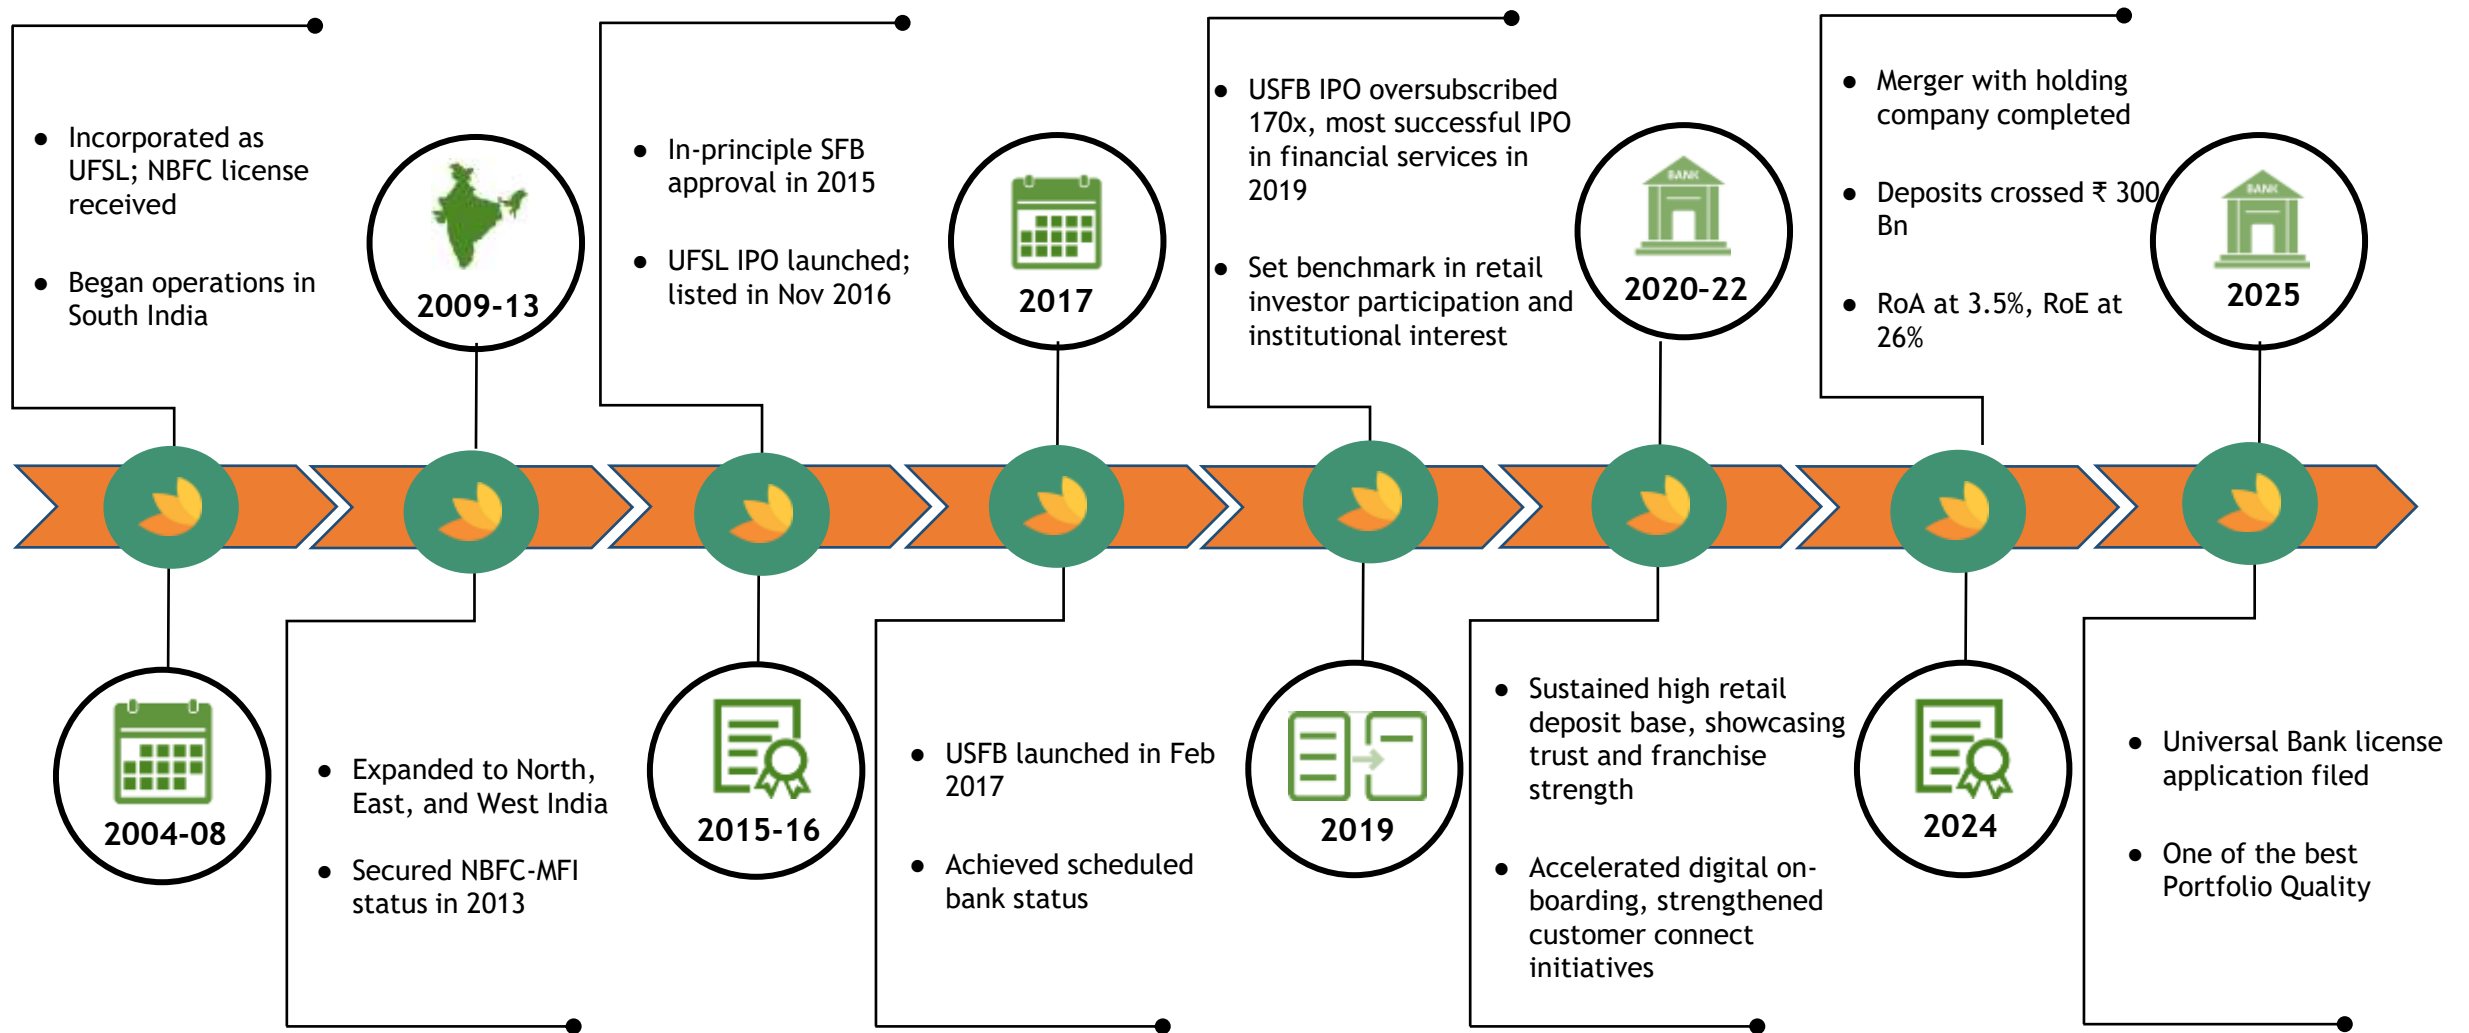 ● Incorporated as
UFSL; NBFC license
received
● Began operations in
South India
2004-08
2009-13
● Expanded to North,
East, and West India
● Secured NBFC-MFI
status in 2013
● In-principle SFB
approval in 2015
● UFSL IPO launched;
listed in Nov 2016
2015-16
2017
● USFB launched in Feb
2017
● Achieved scheduled
bank status
● USFB IPO oversubscribed
170x, most successful IPO
in financial services in
2019
● Set benchmark in retail
investor participation and
institutional interest
2019
BANK
2020-22
● Sustained high retail
deposit base, showcasing
trust and franchise
strength
● Accelerated digital on-
boarding, strengthened
customer connect
initiatives
● Merger with holding
company completed
● Deposits crossed ₹ 300
Bn
● RoA at 3.5%, RoE at
26%
2024
BANK
2025
● Universal Bank license
application filed
● One of the best
Portfolio Quality